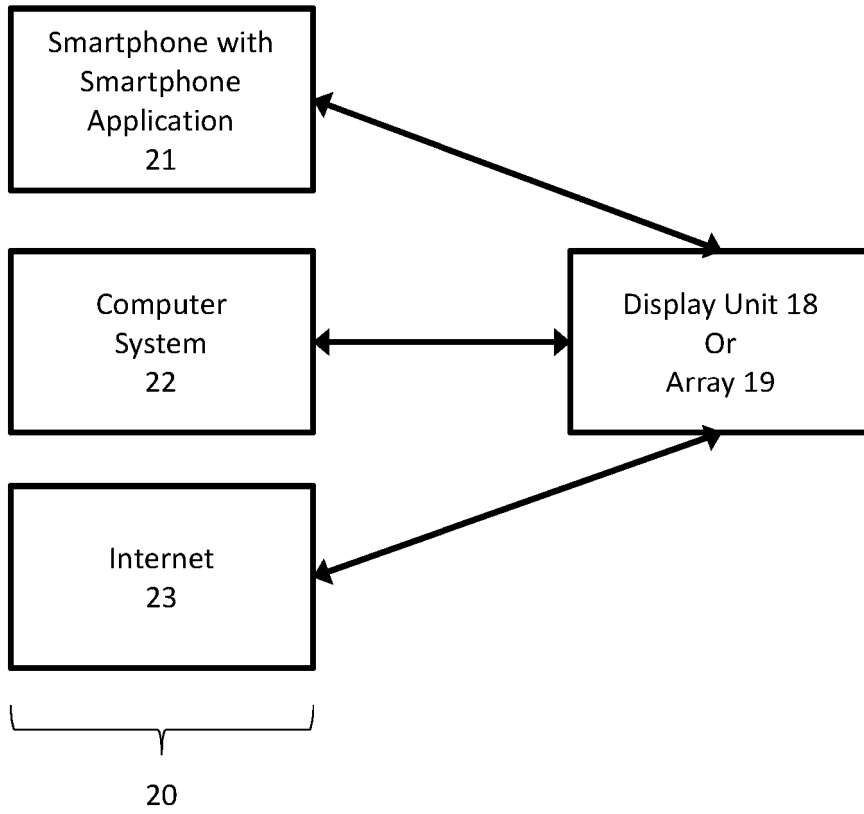 Smartphone with
Smartphone
Application
21
Computer
System
22
Display Unit 18
Or
Array 19
Internet
23
20